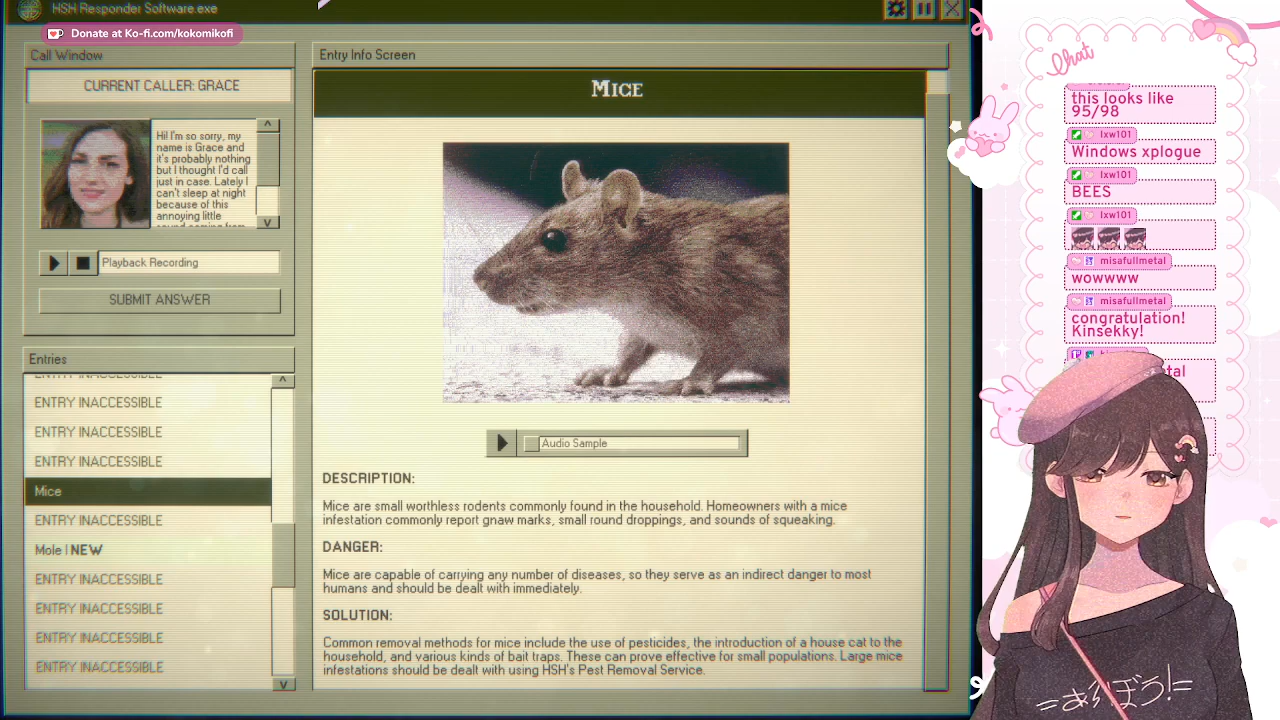 HSH Responder Software.exe
Donate at Ko-fi.com/kokomikofi
Call Window
CURRENT CALLER: GRACE
Hi! I'm so sorry, my
name is Grace and
it's probably nothing
but I thought I'd call
just in case. Lately I
can't sleep at night
because of this
annoying little
Playback Recording
SUBMIT ANSWER
Entries
ENTRY INACCESSIBLE
ENTRY INACCESSIBLE
ENTRY INACCESSIBLE
ENTRY INACCESSIBLE
Mice
ENTRY INACCESSIBLE
Mole | NEW
ENTRY INACCESSIBLE
ENTRY INACCESSIBLE
ENTRY INACCESSIBLE
ENTRY INACCESSIBLE
Entry Info Screen
MICE
Audio Sample
DESCRIPTION:
Mice are small worthless rodents commonly found in the household. Homeowners with a mice
infestation commonly report gnaw marks, small round droppings, and sounds of squeaking.
DANGER:
Mice are capable of carrying any number of diseases, so they serve as an indirect danger to most
humans and should be dealt with immediately.
SOLUTION:
Common removal methods for mice include the use of pesticides, the introduction of a house cat to the
household, and various kinds of bait traps. These can prove effective for small populations. Large mice
infestations should be dealt with using HSH's Pest Removal Service.
Chat
this looks like
95/98
lxw101
Windows xplogue
lxw101
BEES
lxw101
misafullmetal
wowwww
misafullmetal
congratulation!
Kinsekky!